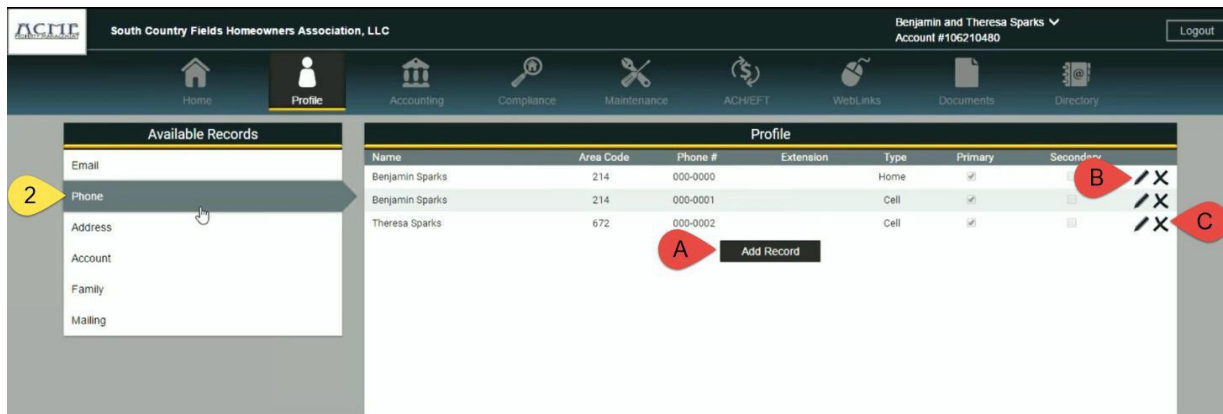 ACME
PROPERTY MANAGEMENT
South Country Fields Homeowners Association, LLC
Benjamin and Theresa Sparks
Account #106210480
Logout
Home Profile Accounting Compliance Maintenance ACH/EFT WebLinks Documents Directory
Available Records
Email
2 Phone
Address
Account
Family
Mailing
Profile
Name Area Code Phone # Extension Type Primary Secondary
Benjamin Sparks 214 000-0000 Home B
Benjamin Sparks 214 000-0001 Cell
Theresa Sparks 672 000-0002 Cell C
A Add Record